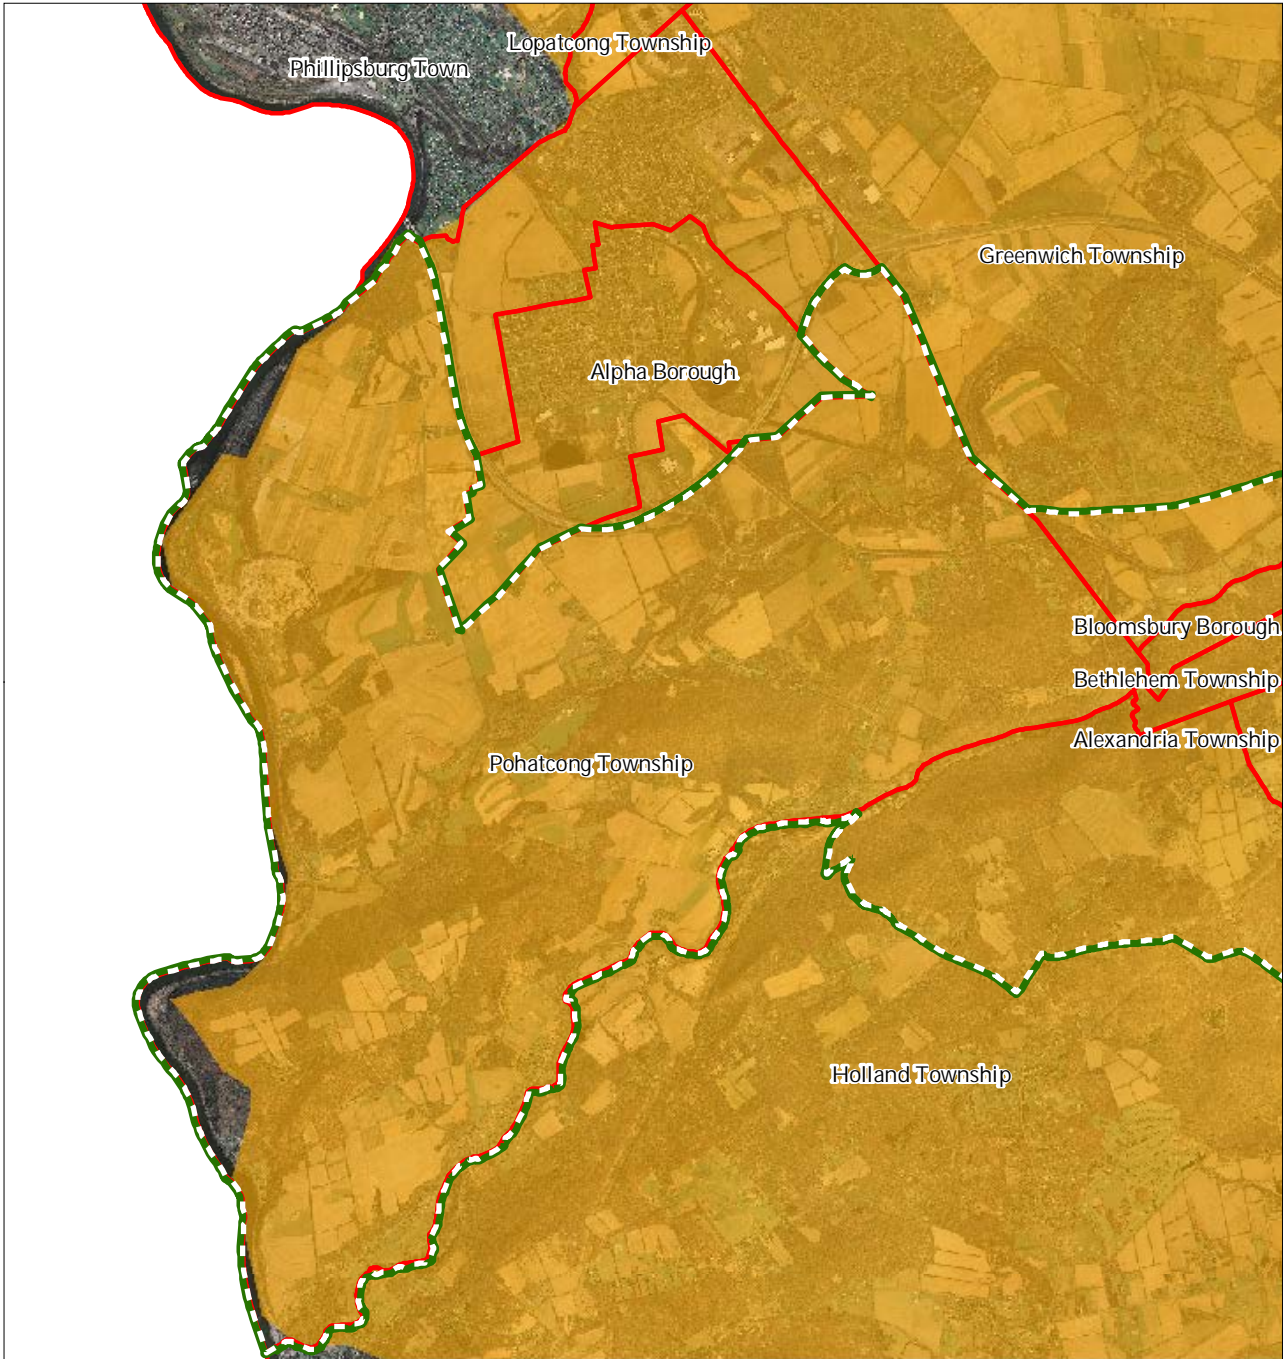 Lopatcong Township
Phillipsburg Town
Greenwich Township
Alpha Borough
Bloomsbury Borough
Bethlehem Township
Alexandria Township
Pohatcong Township
Holland Township